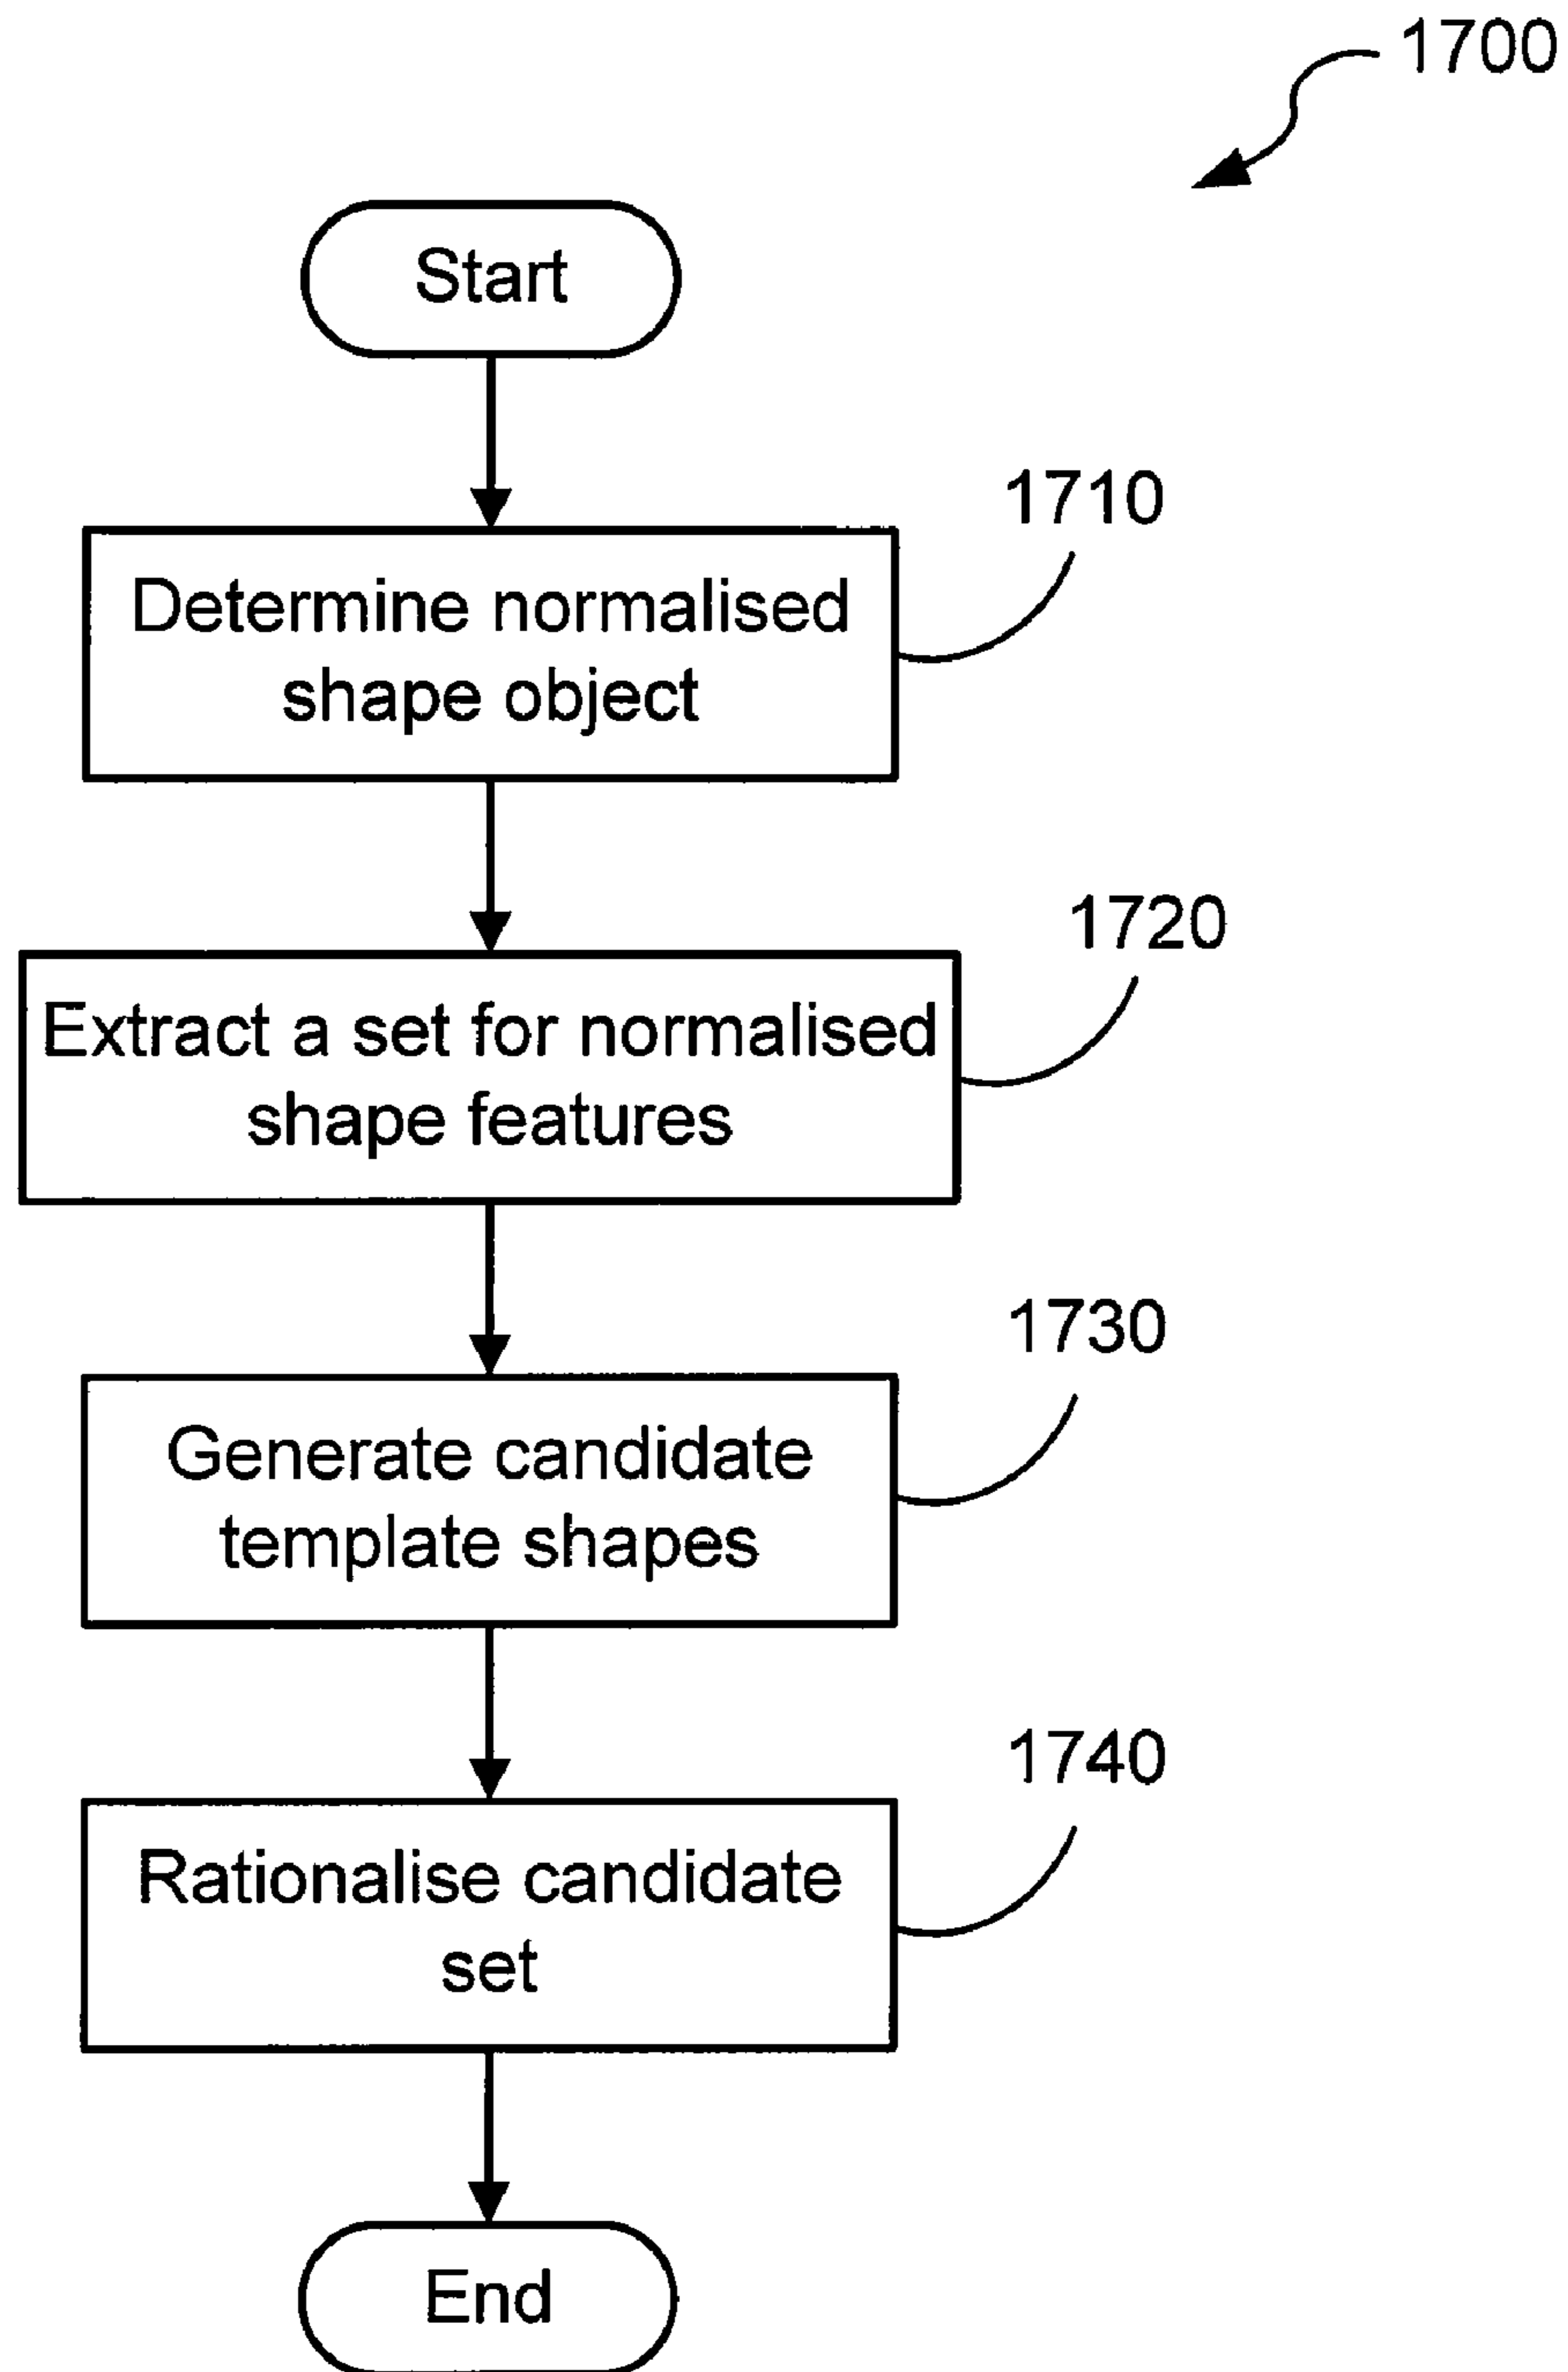 1700
Start
1710
Determine normalised
shape object
1720
Extract a set for normalised
shape features
1730
Generate candidate
template shapes
1740
Rationalise candidate
set
End